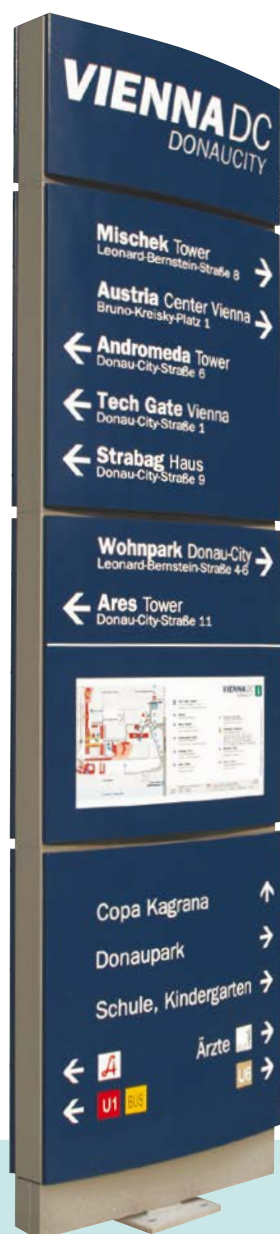 VIENNADC
DONAUCITY
Mischek Tower
Leonard-Bernstein-Straße 8
Austria Center Vienna
Bruno-Kreisky-Platz 1
Andromeda Tower
Donau-City-Straße 6
Tech Gate Vienna
Donau-City-Straße 1
Strabag Haus
Donau-City-Straße 9
Wohnpark Donau-City
Leonard-Bernstein-Straße 4-6
Ares Tower
Donau-City-Straße 11
VIENNADC
Copa Kagrana
Donaupark
Schule, Kindergarten
Ärzte
U6
U1 BUS